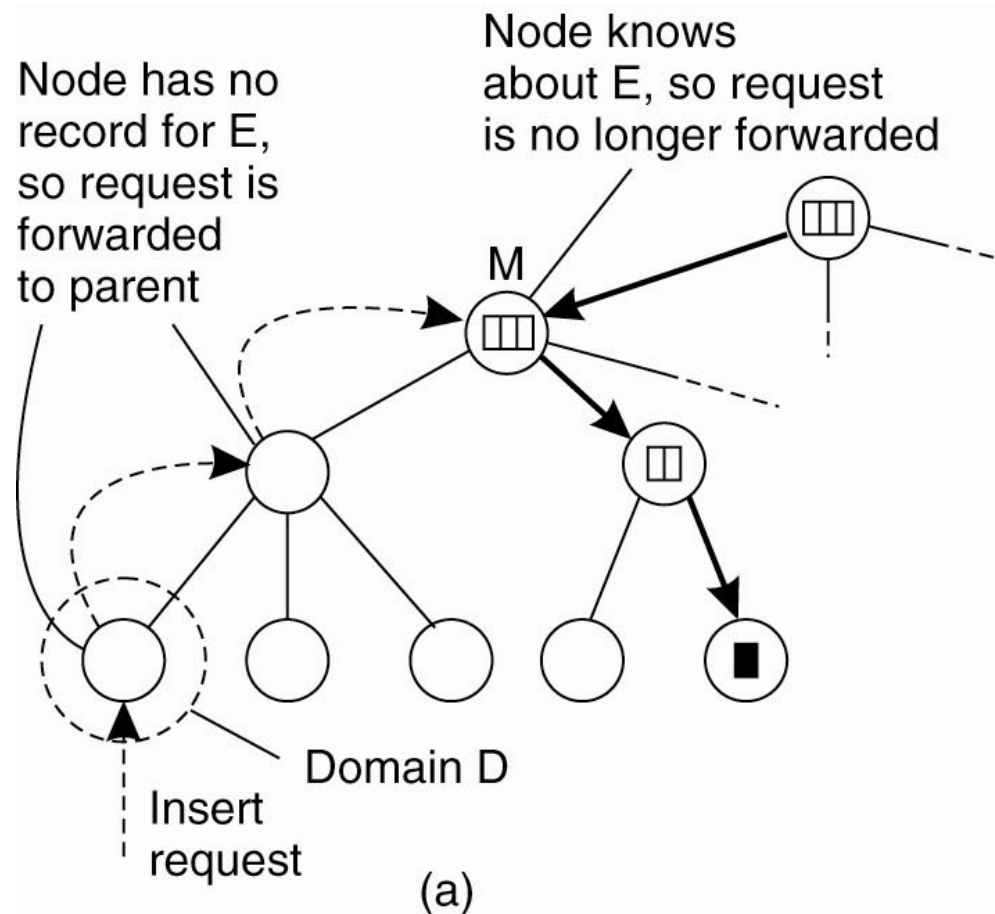 Node has no
record for E,
so request is
forwarded
to parent
Node knows
about E, so request
is no longer forwarded
M
Domain D
Insert
request
(a)